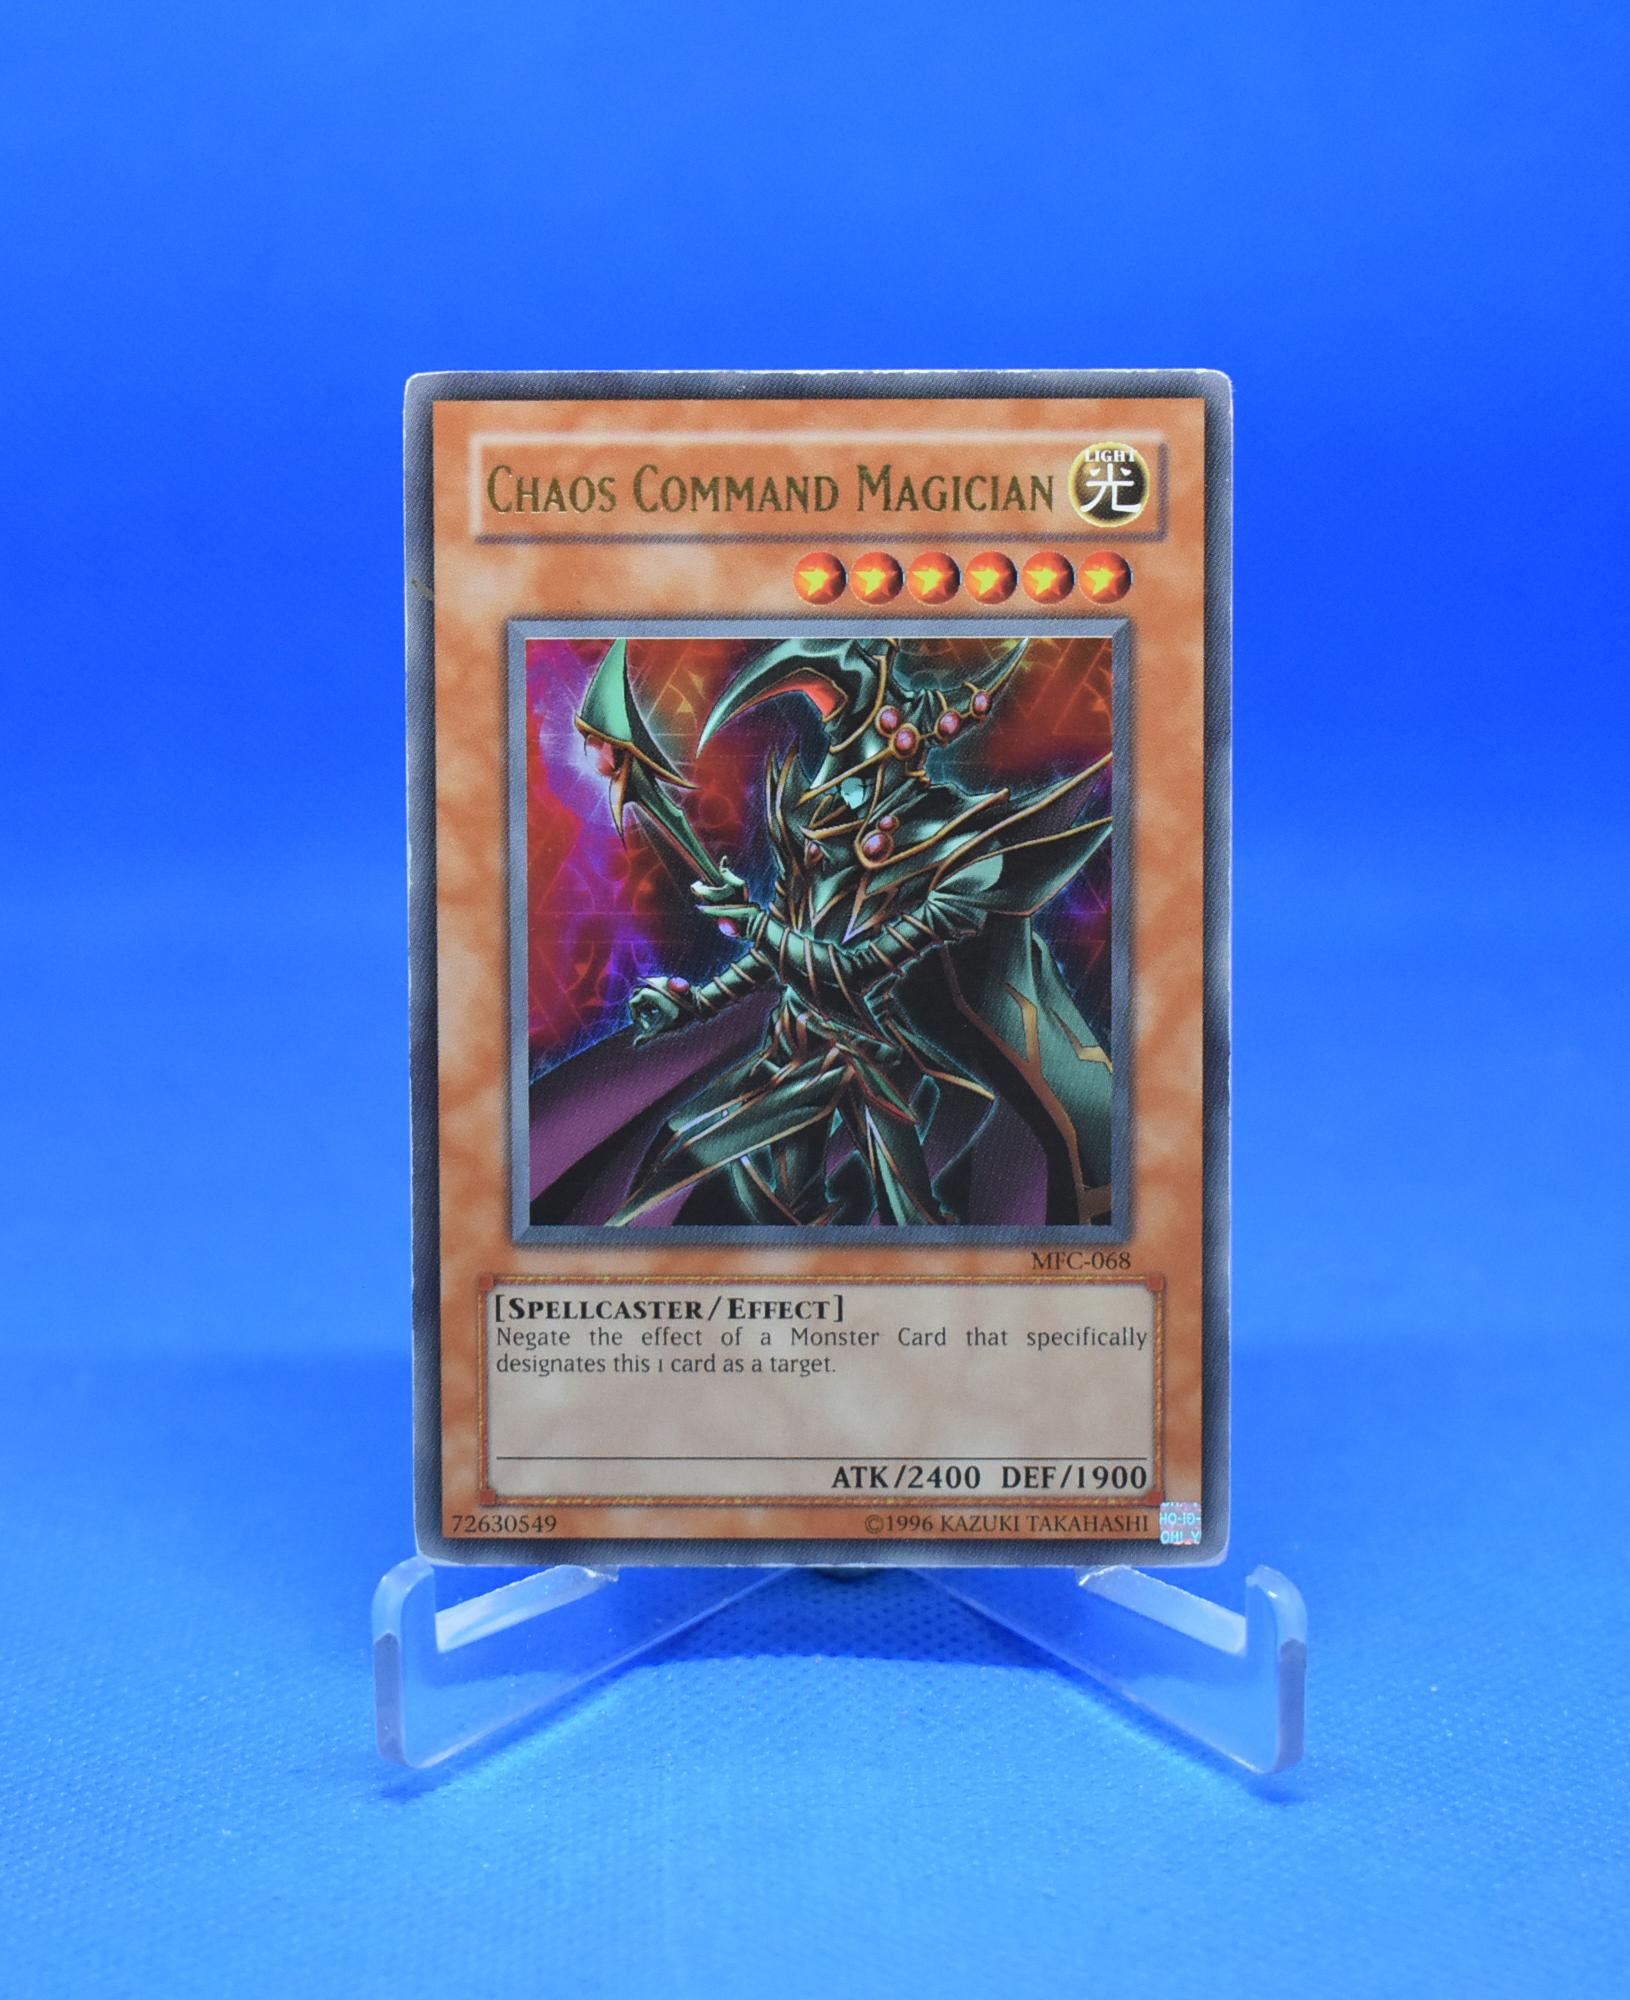 CHAOS COMMAND MAGICIAN
LIGHT
光
MFC-068
[SPELLCASTER/EFFECT]
Negate the effect of a Monster Card that specifically
designates this 1 card as a target.
ATK/2400 DEF/1900
72630549
©1996 KAZUKI TAKAHASHI